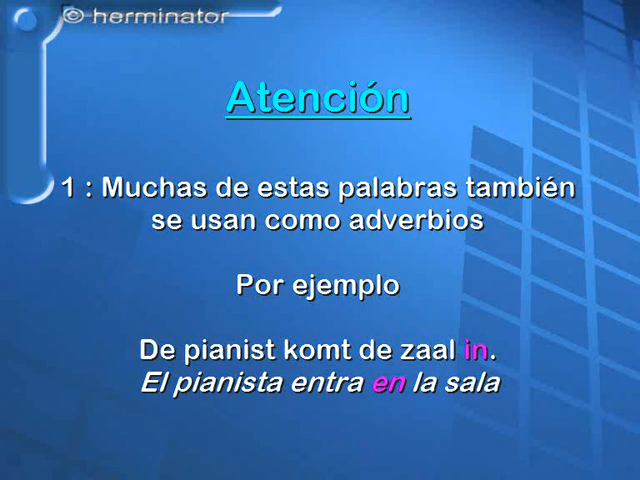 © herminator
Atención
1 : Muchas de estas palabras también
se usan como adverbios
Por ejemplo
De pianist komt de zaal in.
El pianista entra en la sala